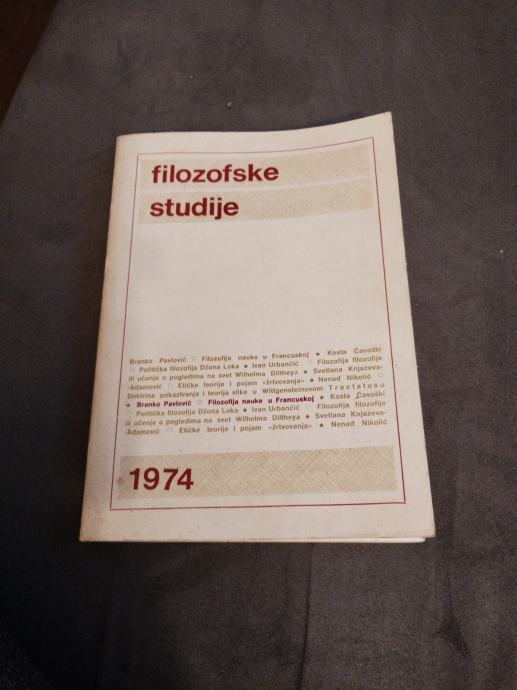 filozofske
studije
Branko Pavlović ○ Filozofija nauke u Francuskoj ● Kosta Čavoški
○ Politička filozofija Džona Loka ● Ivan Urbančič ○ Filozofija filozofije
ili učenje o pogledima na svet Wilhelma Diltheya ● Svetlana Knjazeva-
-Adamović ○ Etičke teorije i pojam »žrtvovanja« ● Nenad Nikolić ○
Doktrina pokazivanja i teorija slike u Wittgensteinovom Tractatusu
● Branko Pavlović ○ Filozofija nauke u Francuskoj ● Kosta Čavoški
○ Politička filozofija Džona Loka ● Ivan Urbančič ○ Filozofija filozofije
ili učenje o pogledima na svet Wilhelma Diltheya ● Svetlana Knjazeva-
-Adamović ○ Etičke teorije i pojam »žrtvovanja« ● Nenad Nikolić
1974